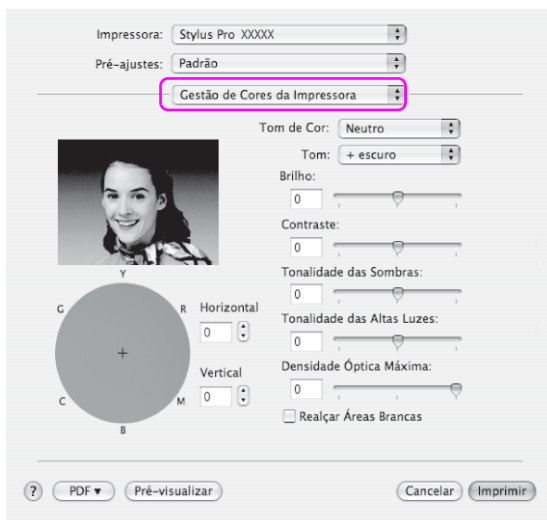 Impressora: Stylus Pro XXXXX
Pré-ajustes: Padrão
Gestão de Cores da Impressora
Tom de Cor: Neutro
Tom: + escuro
Brilho:
0
Contraste:
0
Tonalidade das Sombras:
0
Tonalidade das Altas Luzes:
0
Densidade Óptica Máxima:
0
Realçar Áreas Brancas
Y
G R
C M
B
Horizontal
0
Vertical
0
? PDF Pré-visualizar Cancelar Imprimir